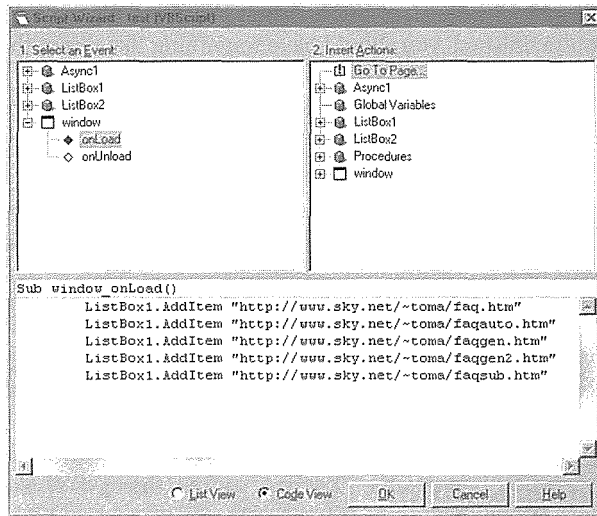 Script Wizard - Test (VBScript)
1. Select an Event:
Async1
ListBox1
ListBox2
window
onLoad
onUnload
2. Insert Actions:
Go To Page...
Async1
Global Variables
ListBox1
ListBox2
Procedures
window
Sub window_onLoad()
ListBox1.AddItem "http://www.sky.net/~toma/faq.htm"
ListBox1.AddItem "http://www.sky.net/~toma/faqauto.htm"
ListBox1.AddItem "http://www.sky.net/~toma/faqgen.htm"
ListBox1.AddItem "http://www.sky.net/~toma/faqgen2.htm"
ListBox1.AddItem "http://www.sky.net/~toma/faqsub.htm"
List View Code View OK Cancel Help